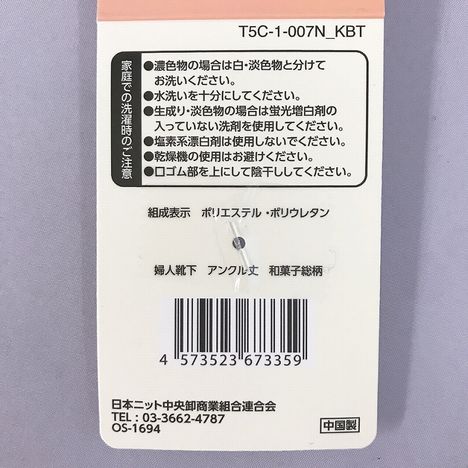 T5C-1-007N_KBT
家庭での洗濯時のご注意
●濃色物の場合は白・淡色物と分けて
お洗いください。
●水洗いを十分にしてください。
●生成り・淡色物の場合は蛍光増白剤の
入っていない洗剤を使用してください。
●塩素系漂白剤は使用しないでください。
●乾燥機の使用はお避けください。
●口ゴム部を上にして陰干ししてください。
組成表示 ポリエステル・ポリウレタン
婦人靴下 アンクル丈 和菓子総柄
4 573523 673359
日本ニット中央卸商業組合連合会
TEL : 03-3662-4787
OS-1694
中国製